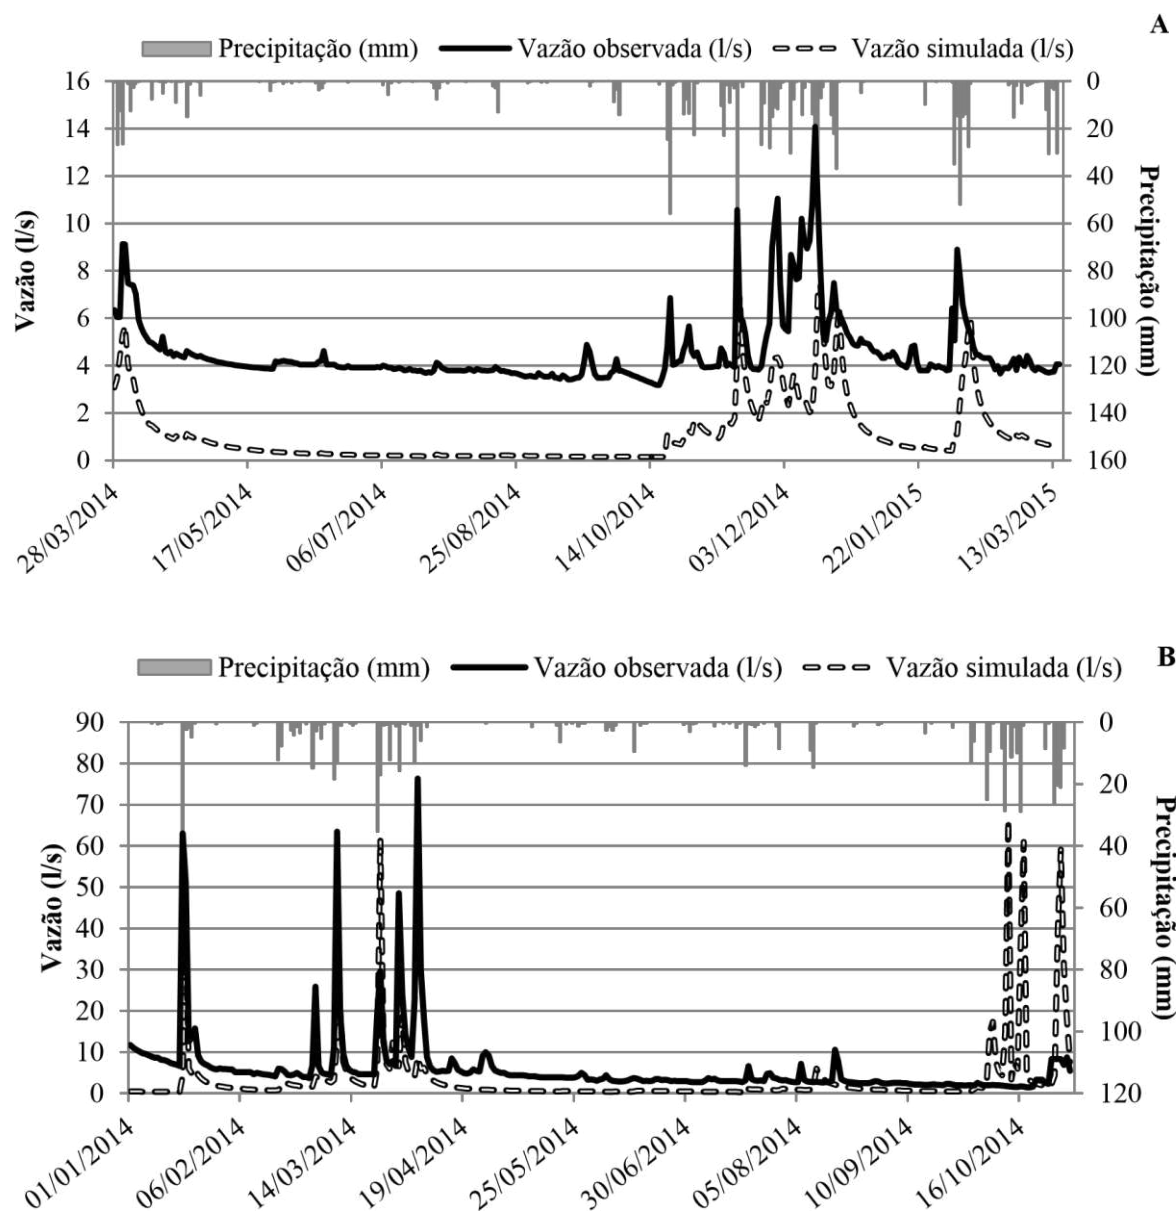 A
Precipitação (mm) Vazão observada (l/s) Vazão simulada (l/s)
16 0
14 20
12 40
10 60
8 80
6 100
4 120
2 140
0 160
Vazão (l/s)
Precipitação (mm)
28/03/2014 17/05/2014 06/07/2014 25/08/2014 14/10/2014 03/12/2014 22/01/2015 13/03/2015
B
Precipitação (mm) Vazão observada (l/s) Vazão simulada (l/s)
90 0
80
70 20
60 40
50
40 60
30 80
20
10 100
0 120
Vazão (l/s)
Precipitação (mm)
01/01/2014 06/02/2014 14/03/2014 19/04/2014 25/05/2014 30/06/2014 05/08/2014 10/09/2014 16/10/2014